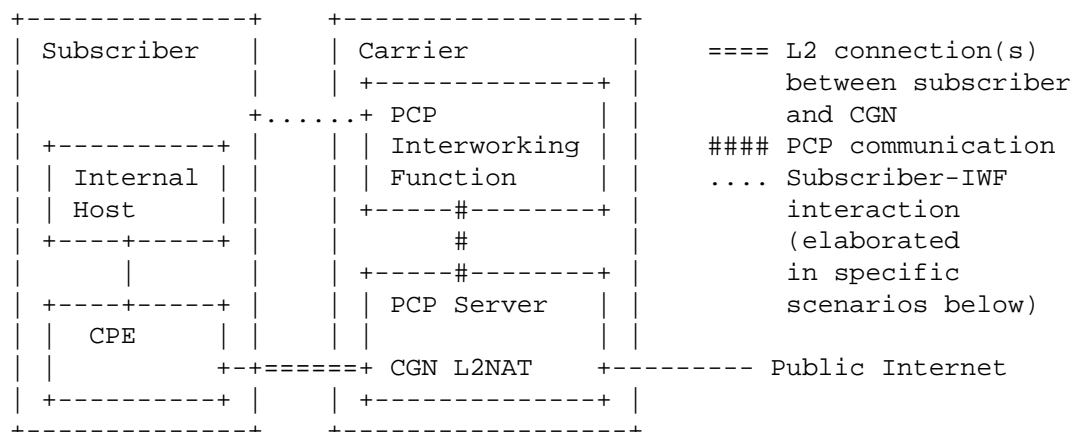 Subscriber
Carrier
==== L2 connection(s)
between subscriber
and CGN
PCP
Interworking
Function
#### PCP communication
.... Subscriber-IWF
interaction
(elaborated
in specific
scenarios below)
Internal
Host
PCP Server
CPE
CGN L2NAT
Public Internet